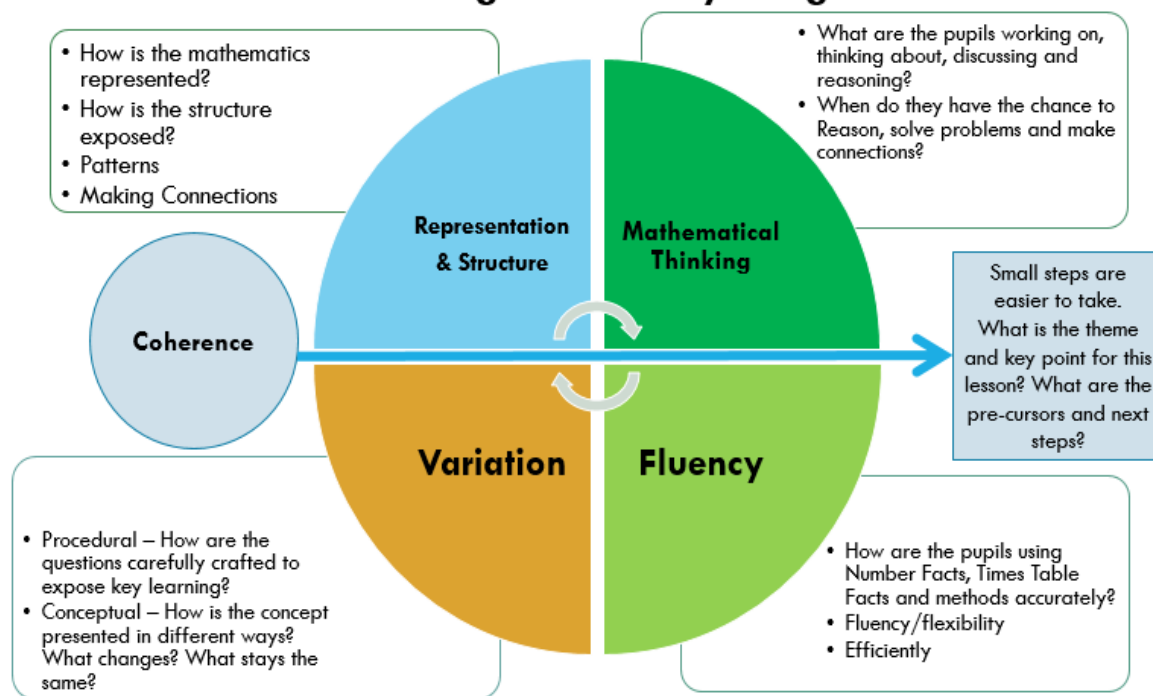 • How is the mathematics
represented?
• How is the structure
exposed?
• Patterns
• Making Connections
• What are the pupils working on,
thinking about, discussing and
reasoning?
• When do they have the chance to
Reason, solve problems and make
connections?
Representation
& Structure
Mathematical
Thinking
Coherence
Small steps are
easier to take.
What is the theme
and key point for this
lesson? What are the
pre-cursors and next
steps?
Variation
Fluency
• Procedural – How are the
questions carefully crafted to
expose key learning?
• Conceptual – How is the concept
presented in different ways?
What changes? What stays the
same?
• How are the pupils using
Number Facts, Times Table
Facts and methods accurately?
• Fluency/flexibility
• Efficiently